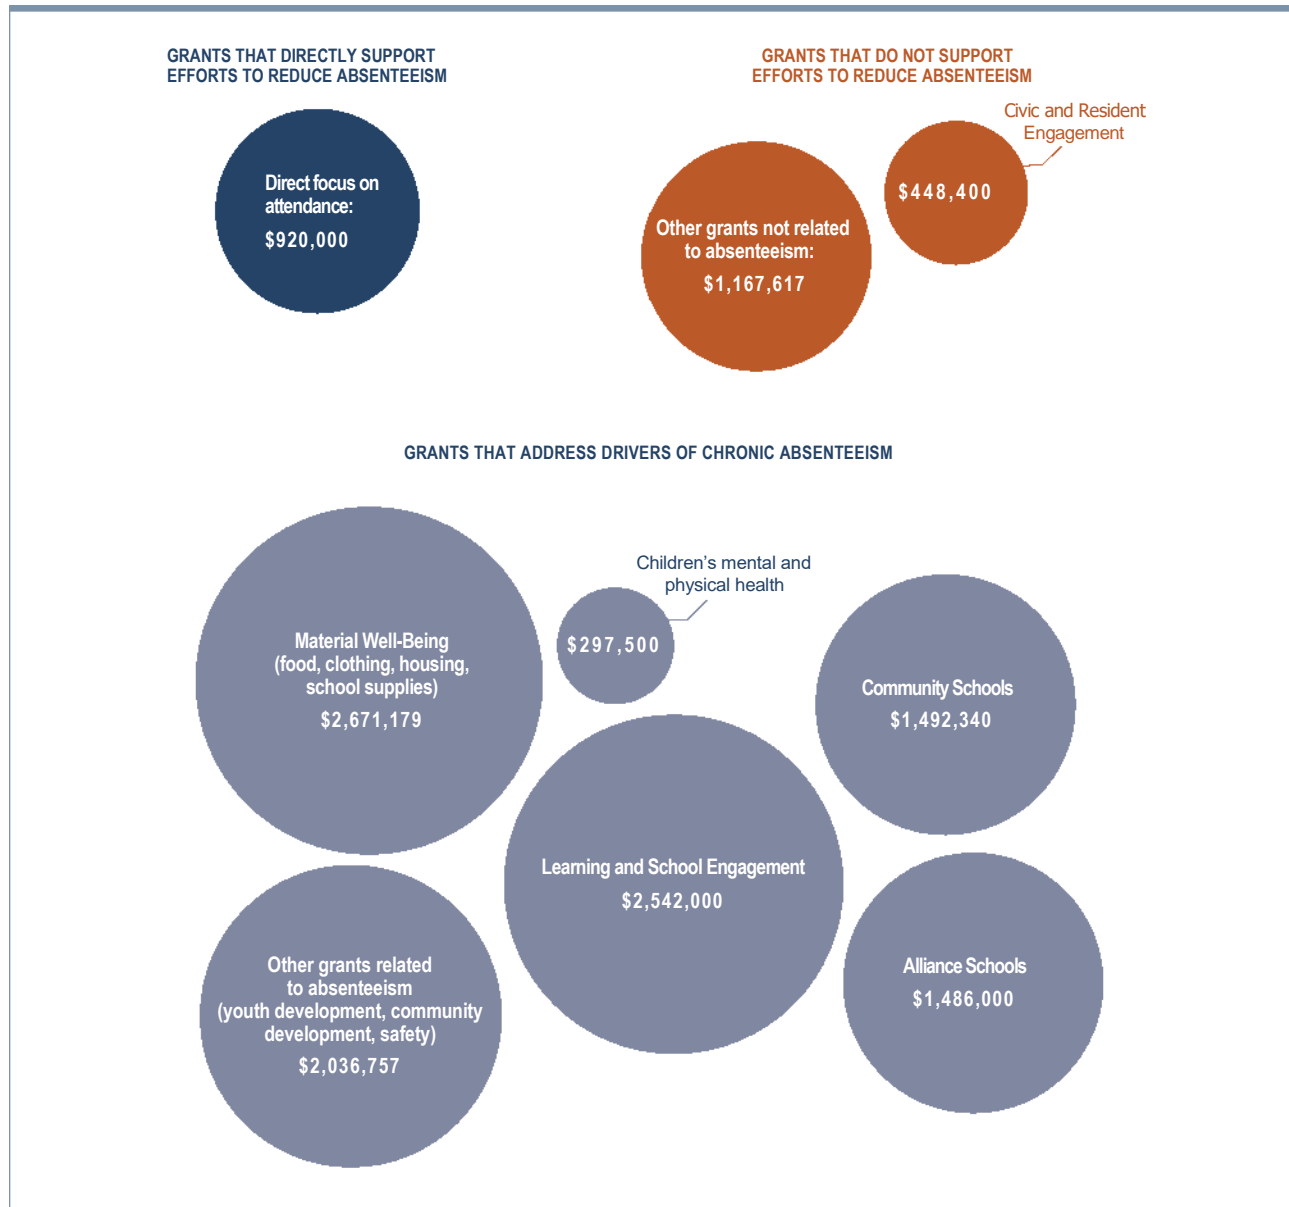 GRANTS THAT DIRECTLY SUPPORT
EFFORTS TO REDUCE ABSENTEEISM
Direct focus on
attendance:
$920,000
GRANTS THAT DO NOT SUPPORT
EFFORTS TO REDUCE ABSENTEEISM
Civic and Resident
Engagement
$448,400
Other grants not related
to absenteeism:
$1,167,617
GRANTS THAT ADDRESS DRIVERS OF CHRONIC ABSENTEEISM
Material Well-Being
(food, clothing, housing,
school supplies)
$2,671,179
Children’s mental and
physical health
$297,500
Community Schools
$1,492,340
Learning and School Engagement
$2,542,000
Other grants related
to absenteeism
(youth development, community
development, safety)
$2,036,757
Alliance Schools
$1,486,000